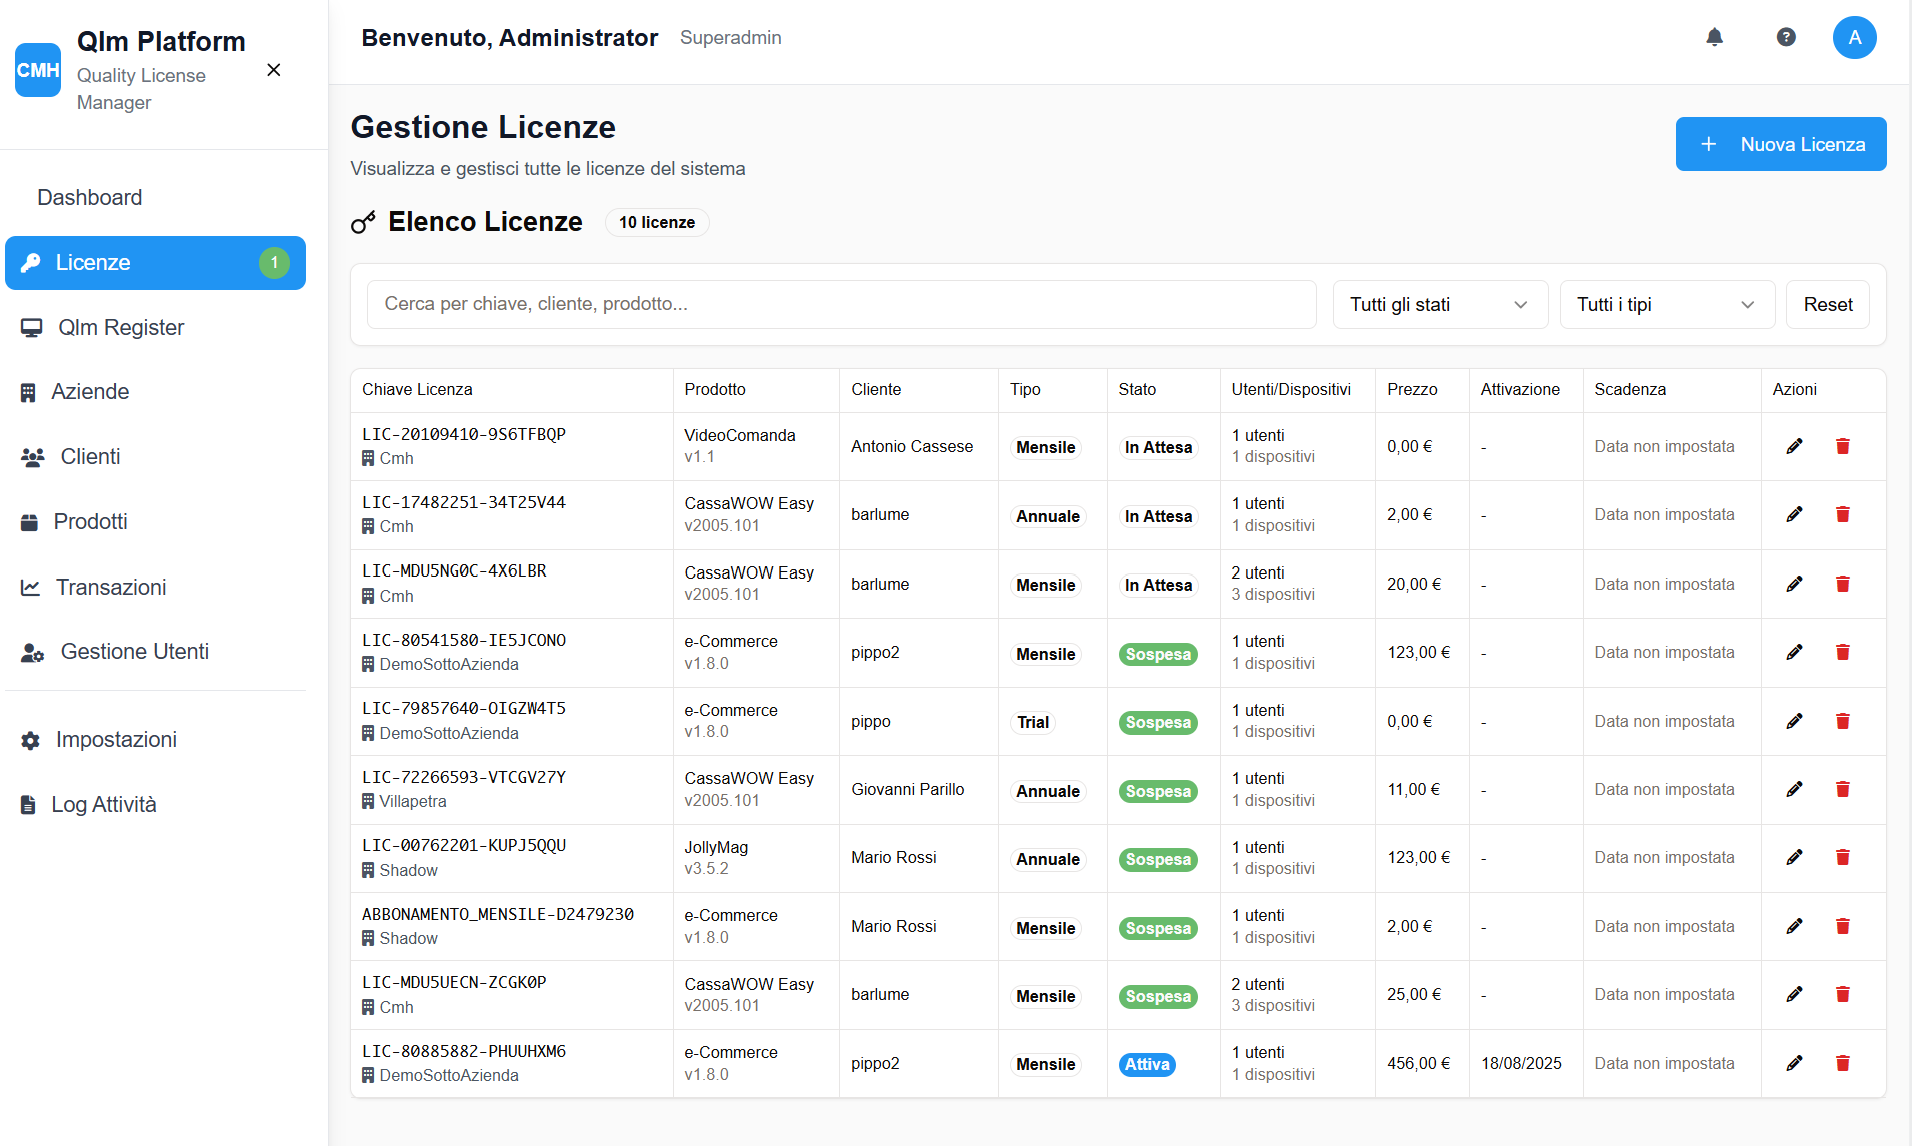 CMH
Qlm Platform
Quality License
Manager
Dashboard
Licenze 1
Qlm Register
Aziende
Clienti
Prodotti
Transazioni
Gestione Utenti
Impostazioni
Log Attività
Benvenuto, Administrator Superadmin
A
Gestione Licenze
Visualizza e gestisci tutte le licenze del sistema
Nuova Licenza
Elenco Licenze 10 licenze
Cerca per chiave, cliente, prodotto... Tutti gli stati Tutti i tipi Reset
Chiave Licenza Prodotto Cliente Tipo Stato Utenti/Dispositivi Prezzo Attivazione Scadenza Azioni
LIC-20109410-9S6TFBQP VideoComanda Antonio Cassese Mensile In Attesa 1 utenti 0,00 € - Data non impostata
Cmh v1.1 1 dispositivi
LIC-17482251-34T25V44 CassaWOW Easy barlume Annuale In Attesa 1 utenti 2,00 € - Data non impostata
Cmh v2005.101 1 dispositivi
LIC-MDU5NG0C-4X6LBR CassaWOW Easy barlume Mensile In Attesa 2 utenti 20,00 € - Data non impostata
Cmh v2005.101 3 dispositivi
LIC-80541580-IE5JCONO e-Commerce pippo2 Mensile Sospesa 1 utenti 123,00 € - Data non impostata
DemoSottoAzienda v1.8.0 1 dispositivi
LIC-79857640-OIGZW4T5 e-Commerce pippo Trial Sospesa 1 utenti 0,00 € - Data non impostata
DemoSottoAzienda v1.8.0 1 dispositivi
LIC-72266593-VTCGV27Y CassaWOW Easy Giovanni Parillo Annuale Sospesa 1 utenti 11,00 € - Data non impostata
Villapetra v2005.101 1 dispositivi
LIC-00762201-KUPJ5QQU JollyMag Mario Rossi Annuale Sospesa 1 utenti 123,00 € - Data non impostata
Shadow v3.5.2 1 dispositivi
ABBONAMENTO_MENSILE-D2479230 e-Commerce Mario Rossi Mensile Sospesa 1 utenti 2,00 € - Data non impostata
Shadow v1.8.0 1 dispositivi
LIC-MDU5UECN-ZCGK0P CassaWOW Easy barlume Mensile Sospesa 2 utenti 25,00 € - Data non impostata
Cmh v2005.101 3 dispositivi
LIC-80885882-PHUUHXM6 e-Commerce pippo2 Mensile Attiva 1 utenti 456,00 € 18/08/2025 Data non impostata
DemoSottoAzienda v1.8.0 1 dispositivi